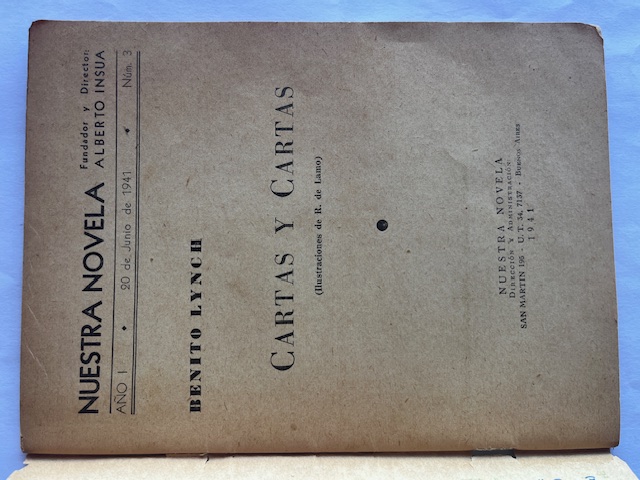 NUESTRA NOVELA
Fundador y Director:
ALBERTO INSUA
AÑO I • 20 de Junio de 1941 • Núm. 3
BENITO LYNCH
CARTAS Y CARTAS
(Ilustraciones de R. de Lamo)
NUESTRA NOVELA
DIRECCIÓN Y ADMINISTRACIÓN:
SAN MARTIN 195 - U. T. 34, 7137 - BUENOS AIRES
1941